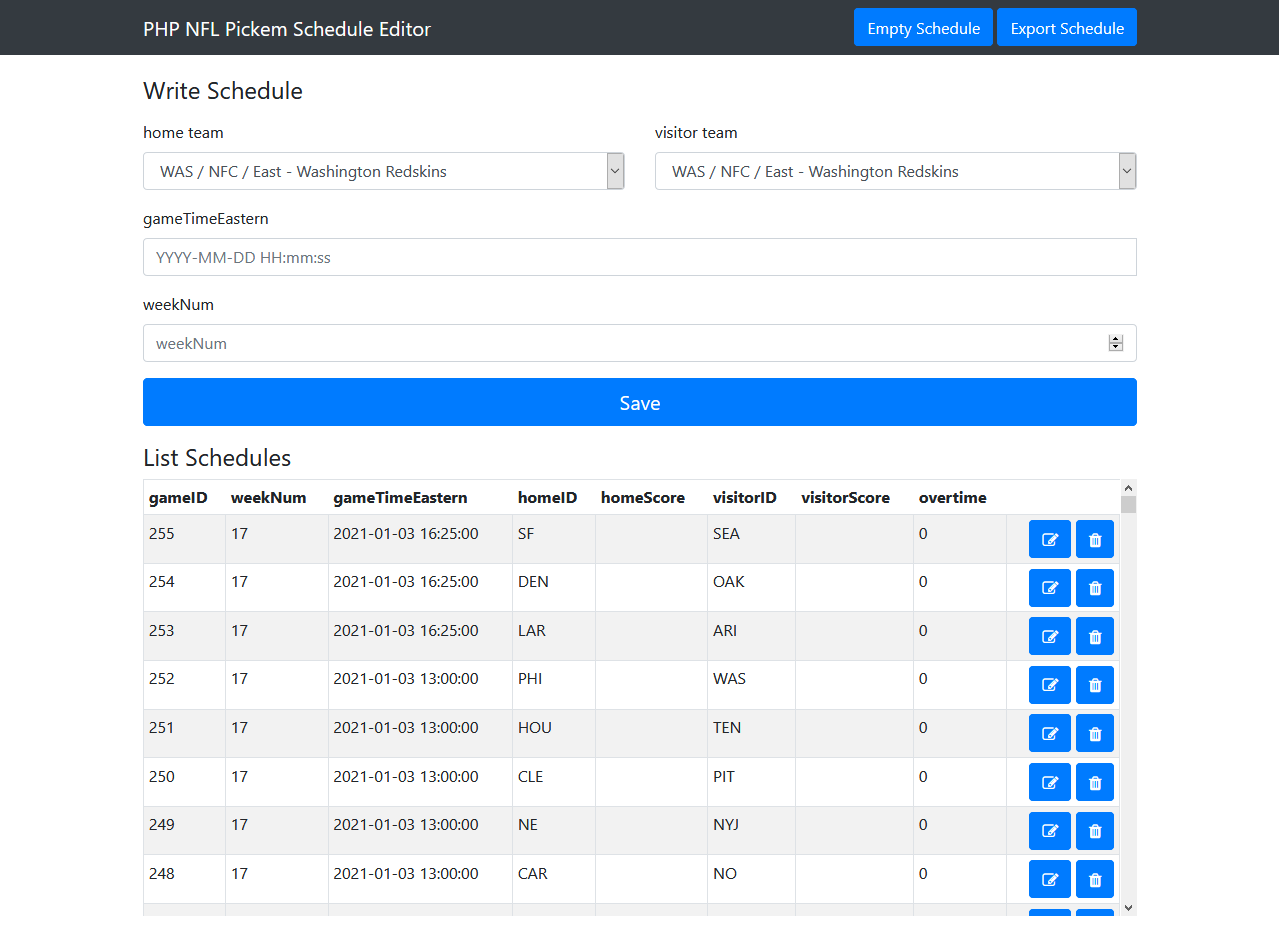 PHP NFL Pickem Schedule Editor Empty Schedule Export Schedule
Write Schedule
home team visitor team
WAS / NFC / East - Washington Redskins WAS / NFC / East - Washington Redskins
gameTimeEastern
YYYY-MM-DD HH:mm:ss
weekNum
weekNum
Save
List Schedules
gameID weekNum gameTimeEastern homeID homeScore visitorID visitorScore overtime
255 17 2021-01-03 16:25:00 SF SEA 0
254 17 2021-01-03 16:25:00 DEN OAK 0
253 17 2021-01-03 16:25:00 LAR ARI 0
252 17 2021-01-03 13:00:00 PHI WAS 0
251 17 2021-01-03 13:00:00 HOU TEN 0
250 17 2021-01-03 13:00:00 CLE PIT 0
249 17 2021-01-03 13:00:00 NE NYJ 0
248 17 2021-01-03 13:00:00 CAR NO 0